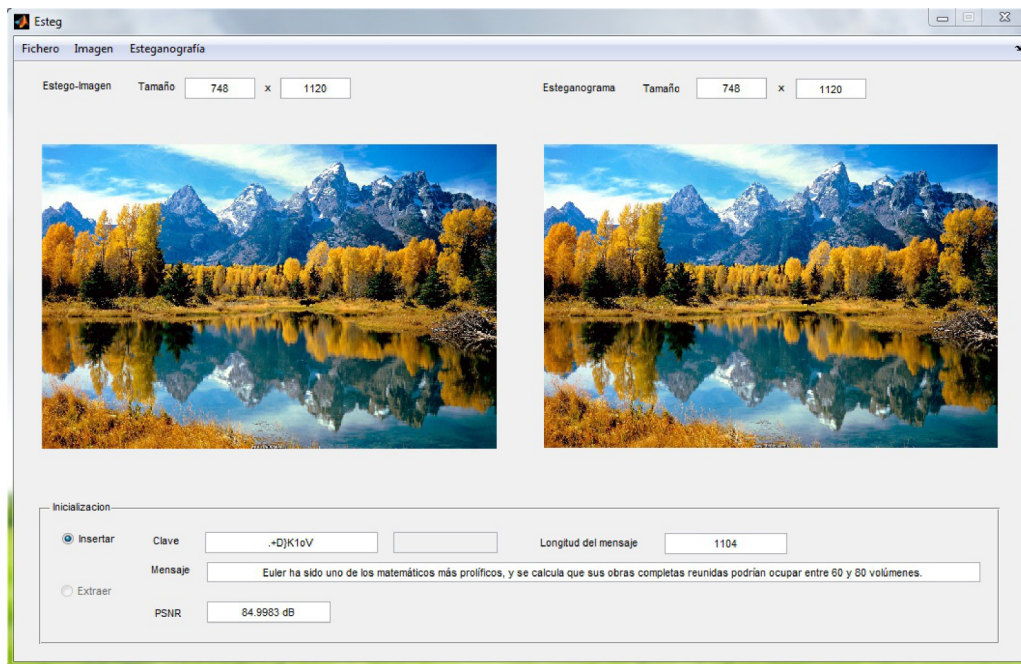 Esteg
Fichero Imagen Esteganografía
Estego-Imagen Tamaño 748 x 1120 Esteganograma Tamaño 748 x 1120
Inicializacion
Insertar Clave .+D}K1oV Longitud del mensaje 1104
Mensaje Euler ha sido uno de los matemáticos más prolíficos, y se calcula que sus obras completas reunidas podrían ocupar entre 60 y 80 volúmenes.
Extraer
PSNR 84.9983 dB